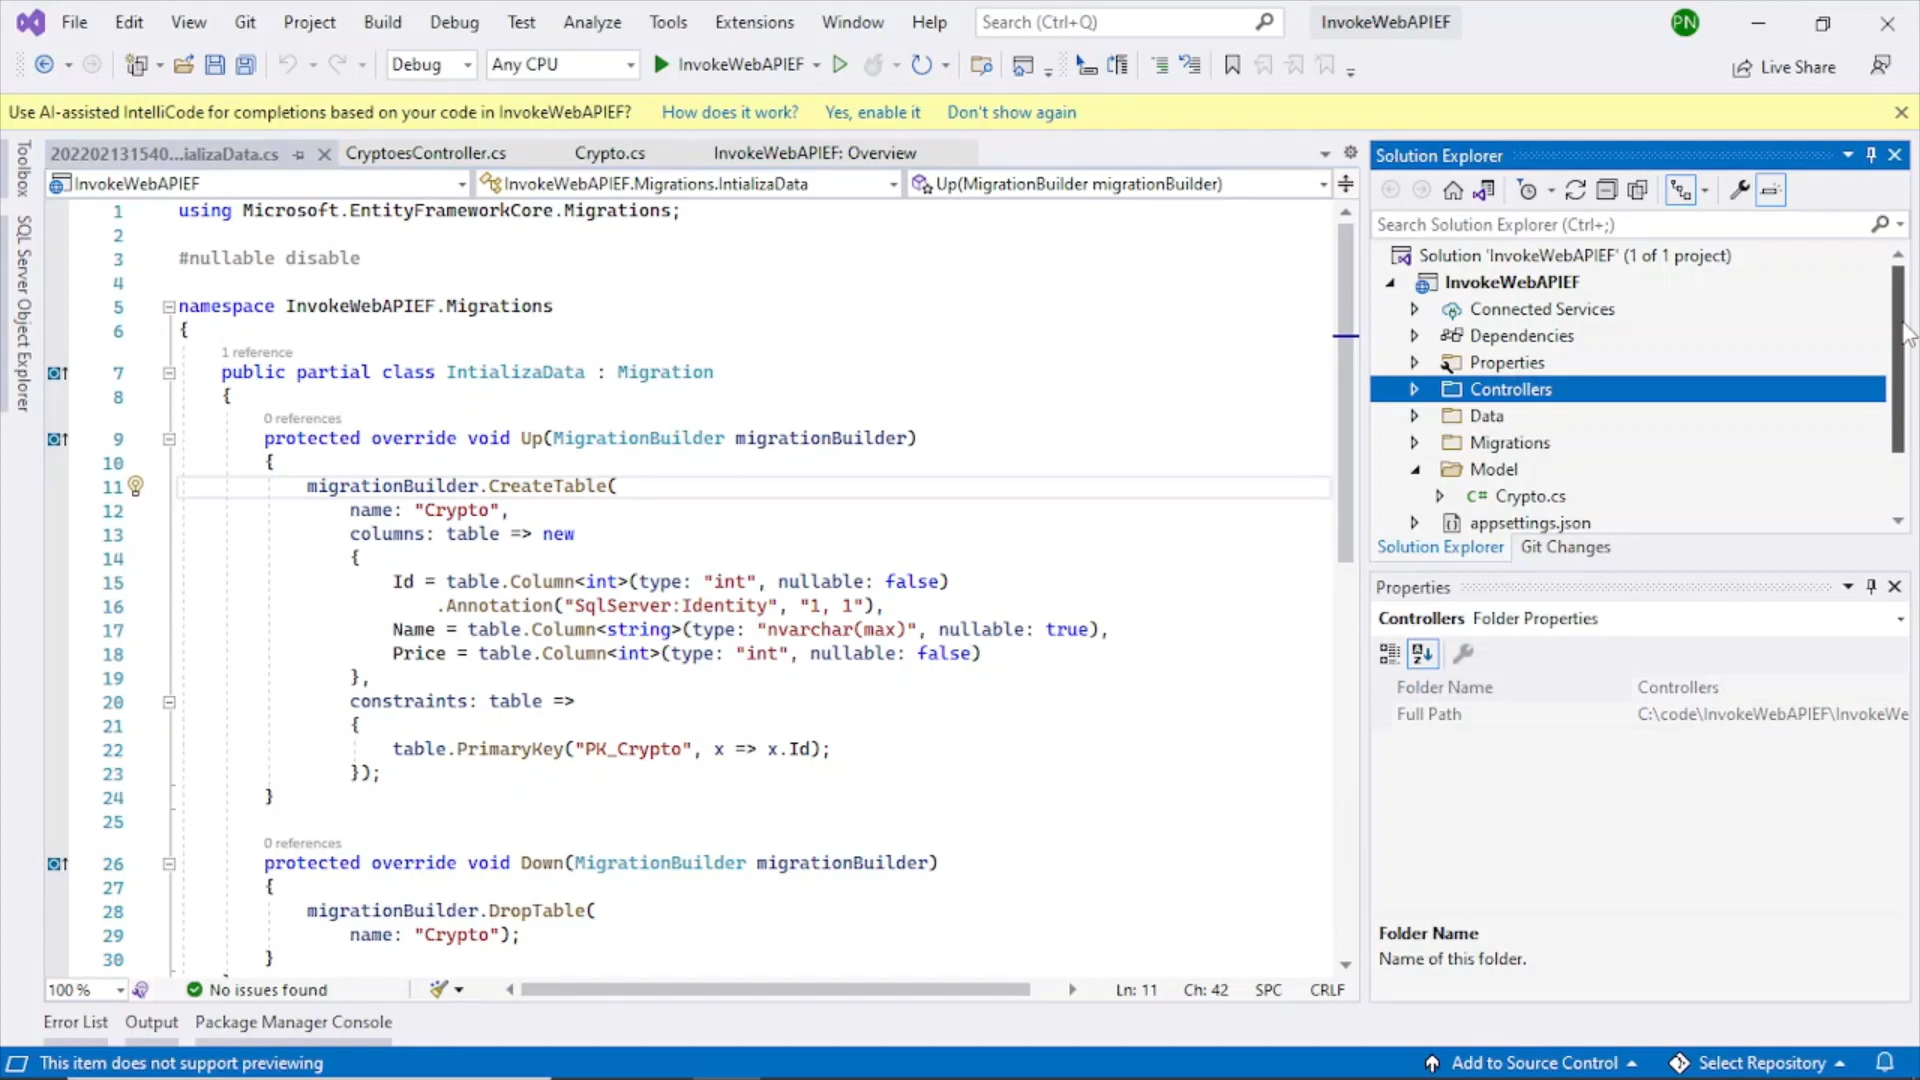 File Edit View Git Project Build Debug Test Analyze Tools Extensions Window Help Search (Ctrl+Q) InvokeWebAPIEF PN
Debug Any CPU InvokeWebAPIEF Live Share
Use AI-assisted IntelliCode for completions based on your code in InvokeWebAPIEF? How does it work? Yes, enable it Don't show again
Toolbox
SQL Server Object Explorer
202202131540...ializaData.cs CryptoesController.cs Crypto.cs InvokeWebAPIEF: Overview
InvokeWebAPIEF InvokeWebAPIEF.Migrations.IntializaData Up(MigrationBuilder migrationBuilder)
1 using Microsoft.EntityFrameworkCore.Migrations;
2
3 #nullable disable
4
5 namespace InvokeWebAPIEF.Migrations
6 {
1 reference
7 public partial class IntializaData : Migration
8 {
0 references
9 protected override void Up(MigrationBuilder migrationBuilder)
10 {
11 migrationBuilder.CreateTable(
12 name: "Crypto",
13 columns: table => new
14 {
15 Id = table.Column<int>(type: "int", nullable: false)
16 .Annotation("SqlServer:Identity", "1, 1"),
17 Name = table.Column<string>(type: "nvarchar(max)", nullable: true),
18 Price = table.Column<int>(type: "int", nullable: false)
19 },
20 constraints: table =>
21 {
22 table.PrimaryKey("PK_Crypto", x => x.Id);
23 });
24 }
25
0 references
26 protected override void Down(MigrationBuilder migrationBuilder)
27 {
28 migrationBuilder.DropTable(
29 name: "Crypto");
30 }
100 % No issues found Ln: 11 Ch: 42 SPC CRLF
Error List Output Package Manager Console
Solution Explorer
Search Solution Explorer (Ctrl+;)
Solution 'InvokeWebAPIEF' (1 of 1 project)
InvokeWebAPIEF
Connected Services
Dependencies
Properties
Controllers
Data
Migrations
Model
C# Crypto.cs
appsettings.json
Solution Explorer Git Changes
Properties
Controllers Folder Properties
Folder Name Controllers
Full Path C:\code\InvokeWebAPIEF\InvokeWe
Folder Name
Name of this folder.
This item does not support previewing Add to Source Control Select Repository